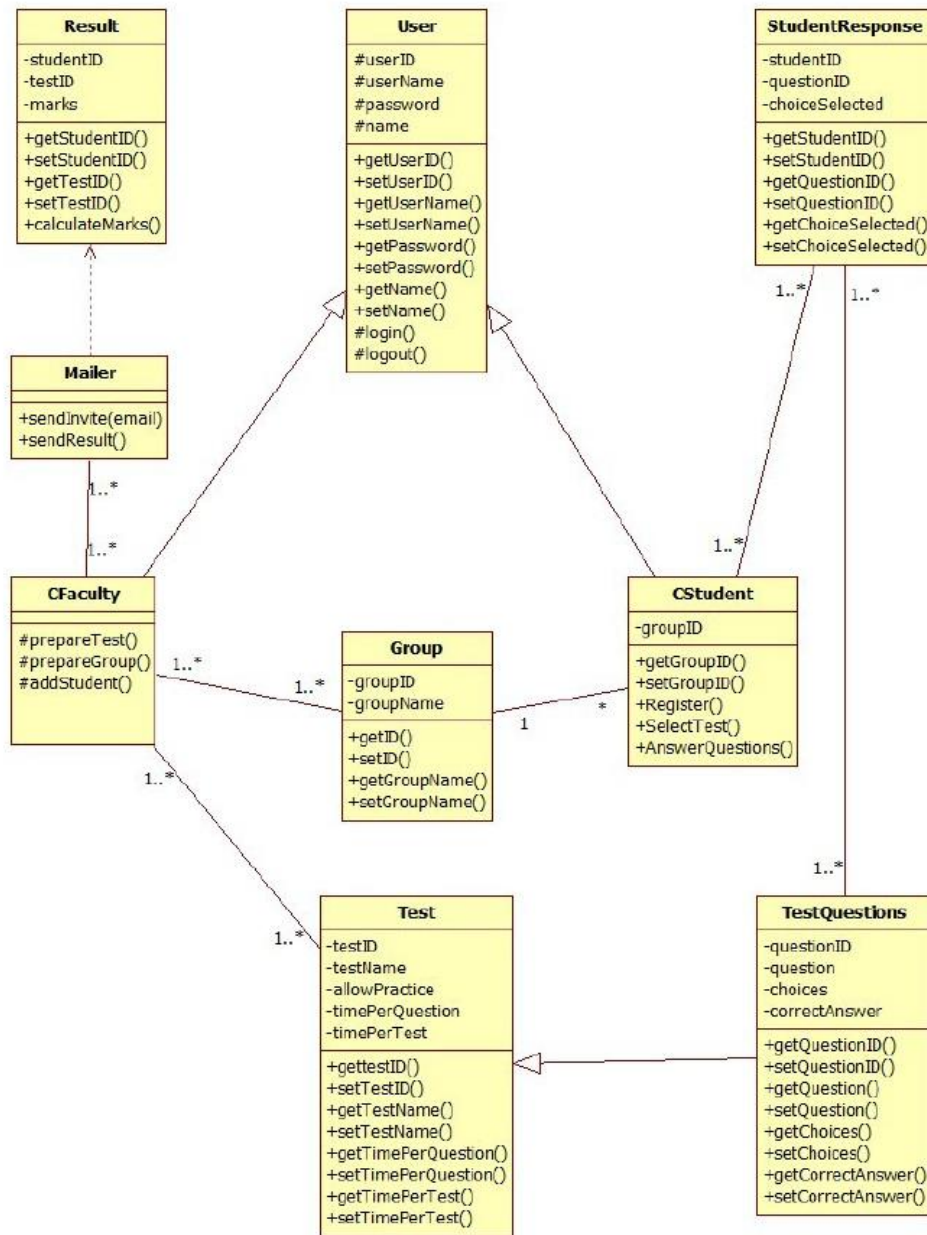 Result
-studentID
-testID
-marks
+getStudentID()
+setStudentID()
+getTestID()
+setTestID()
+calculateMarks()
User
#userID
#userName
#password
#name
+getUserID()
+setUserID()
+getUserName()
+setUserName()
+getPassword()
+setPassword()
+getName()
+setName()
#login()
#logout()
StudentResponse
-studentID
-questionID
-choiceSelected
+getStudentID()
+setStudentID()
+getQuestionID()
+setQuestionID()
+getChoiceSelected()
+setChoiceSelected()
1..*
1..*
Mailer
+sendInvite(email)
+sendResult()
1..*
1..*
1..*
CFaculty
#prepareTest()
#prepareGroup()
#addStudent()
1..*
1..*
1..*
Group
-groupID
-groupName
+getID()
+setID()
+getGroupName()
+setGroupName()
1
*
CStudent
-groupID
+getGroupID()
+setGroupID()
+Register()
+SelectTest()
+AnswerQuestions()
1..*
1..*
Test
-testID
-testName
-allowPractice
-timePerQuestion
-timePerTest
+gettestID()
+setTestID()
+getTestName()
+setTestName()
+getTimePerQuestion()
+setTimePerQuestion()
+getTimePerTest()
+setTimePerTest()
TestQuestions
-questionID
-question
-choices
-correctAnswer
+getQuestionID()
+setQuestionID()
+getQuestion()
+setQuestion()
+getChoices()
+setChoices()
+getCorrectAnswer()
+setCorrectAnswer()